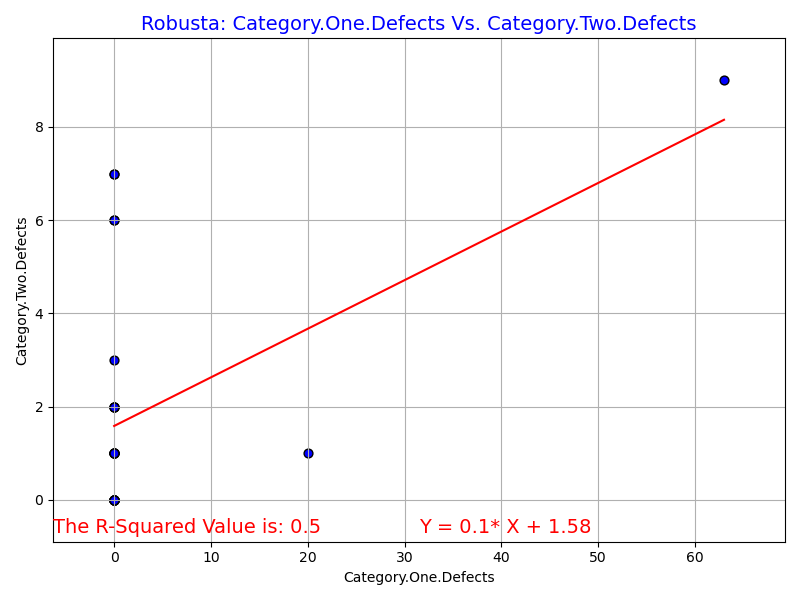 Robusta: Category.One.Defects Vs. Category.Two.Defects
Category.Two.Defects
8
6
4
2
0
The R-Squared Value is: 0.5
Y = 0.1* X + 1.58
0 10 20 30 40 50 60
Category.One.Defects